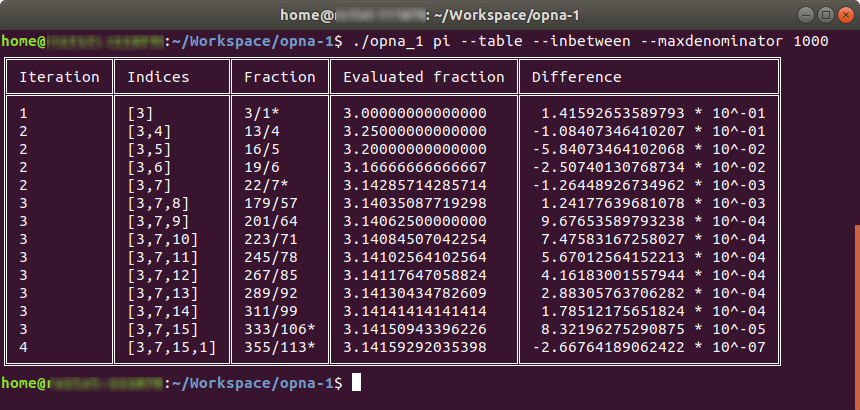 home@: ~/Workspace/opna-1
home@:~/Workspace/opna-1$ ./opna_1 pi --table --inbetween --maxdenominator 1000
Iteration Indices Fraction Evaluated fraction Difference
1 [3] 3/1* 3.00000000000000 1.41592653589793 * 10^-01
2 [3,4] 13/4 3.25000000000000 -1.08407346410207 * 10^-01
2 [3,5] 16/5 3.20000000000000 -5.84073464102068 * 10^-02
2 [3,6] 19/6 3.16666666666667 -2.50740130768734 * 10^-02
2 [3,7] 22/7* 3.14285714285714 -1.26448926734962 * 10^-03
3 [3,7,8] 179/57 3.14035087719298 1.24177639681078 * 10^-03
3 [3,7,9] 201/64 3.14062500000000 9.67653589793238 * 10^-04
3 [3,7,10] 223/71 3.14084507042254 7.47583167258027 * 10^-04
3 [3,7,11] 245/78 3.14102564102564 5.67012564152213 * 10^-04
3 [3,7,12] 267/85 3.14117647058824 4.16183001557944 * 10^-04
3 [3,7,13] 289/92 3.14130434782609 2.88305763706282 * 10^-04
3 [3,7,14] 311/99 3.14141414141414 1.78512175651824 * 10^-04
3 [3,7,15] 333/106* 3.14150943396226 8.32196275290875 * 10^-05
4 [3,7,15,1] 355/113* 3.14159292035398 -2.66764189062422 * 10^-07
home@:~/Workspace/opna-1$